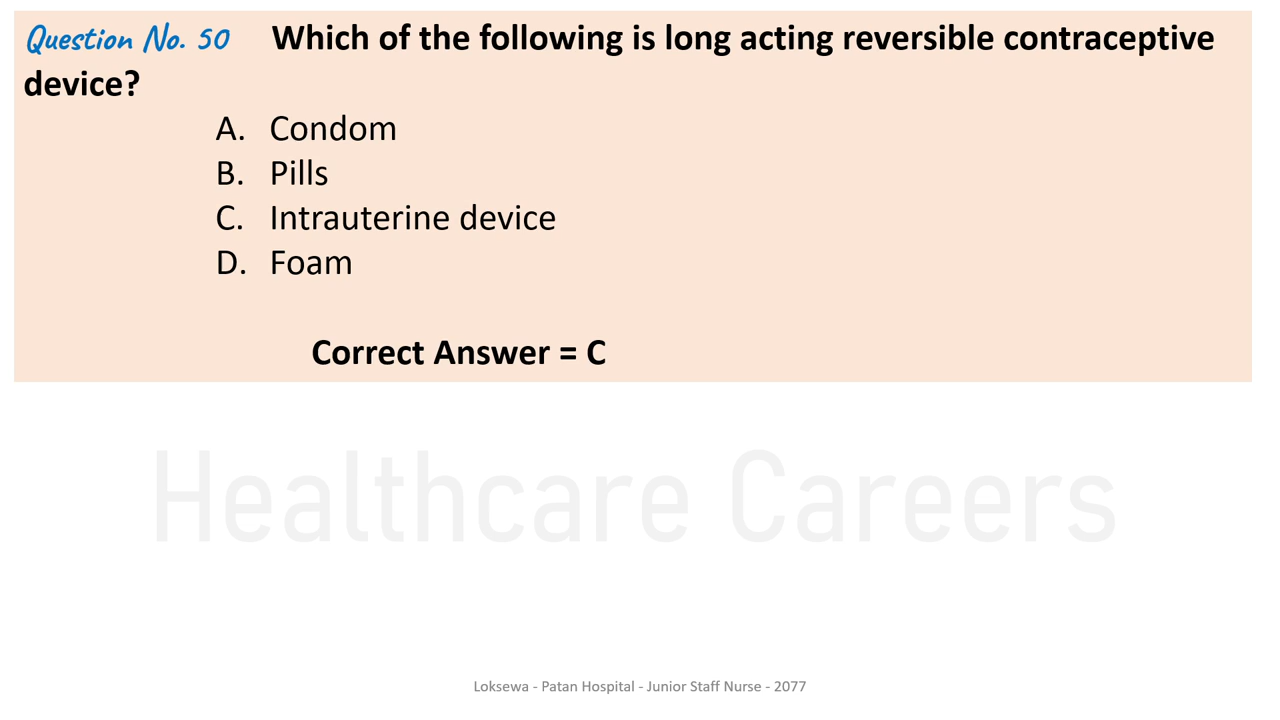 Question No. 50 Which of the following is long acting reversible contraceptive
device?
A. Condom
B. Pills
C. Intrauterine device
D. Foam
Correct Answer = C
Healthcare Careers
Loksewa - Patan Hospital - Junior Staff Nurse - 2077